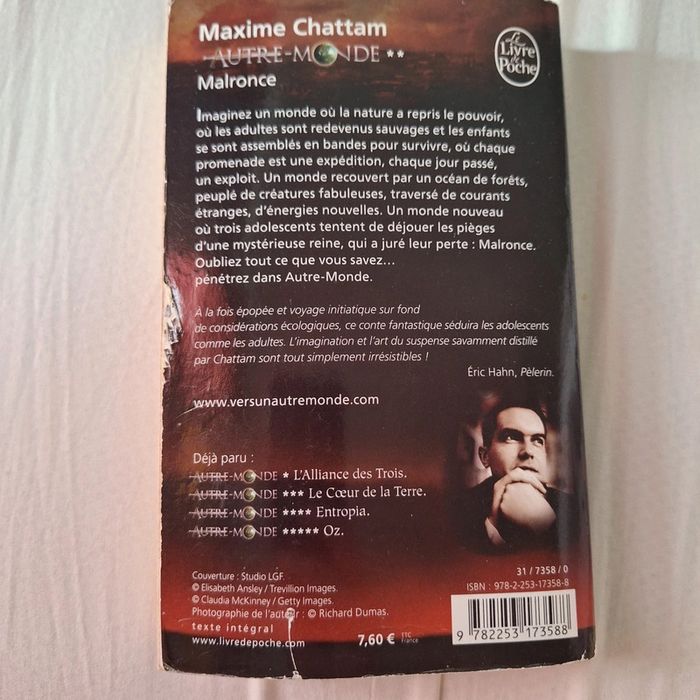 Maxime Chattam
AUTRE-MONDE **
Malronce
Le Livre de Poche
Imaginez un monde où la nature a repris le pouvoir,
où les adultes sont redevenus sauvages et les enfants
se sont assemblés en bandes pour survivre, où chaque
promenade est une expédition, chaque jour passé,
un exploit. Un monde recouvert par un océan de forêts,
peuplé de créatures fabuleuses, traversé de courants
étranges, d'énergies nouvelles. Un monde nouveau
où trois adolescents tentent de déjouer les pièges
d'une mystérieuse reine, qui a juré leur perte : Malronce.
Oubliez tout ce que vous savez...
pénétrez dans Autre-Monde.
À la fois épopée et voyage initiatique sur fond
de considérations écologiques, ce conte fantastique séduira les adolescents
comme les adultes. L'imagination et l'art du suspense savamment distillé
par Chattam sont tout simplement irrésistibles !
Éric Hahn, Pèlerin.
www.versunautremonde.com
Déjà paru :
AUTRE-MONDE * L'Alliance des Trois.
AUTRE-MONDE *** Le Cœur de la Terre.
AUTRE-MONDE **** Entropia.
AUTRE-MONDE ***** Oz.
Couverture : Studio LGF.
© Elisabeth Ansley / Trevillion Images.
© Claudia McKinney / Getty Images.
Photographie de l'auteur : © Richard Dumas.
texte intégral
www.livredepoche.com
7,60 € TTC France
31 / 7358 / 0
ISBN : 978-2-253-17358-8
9 782253 173588